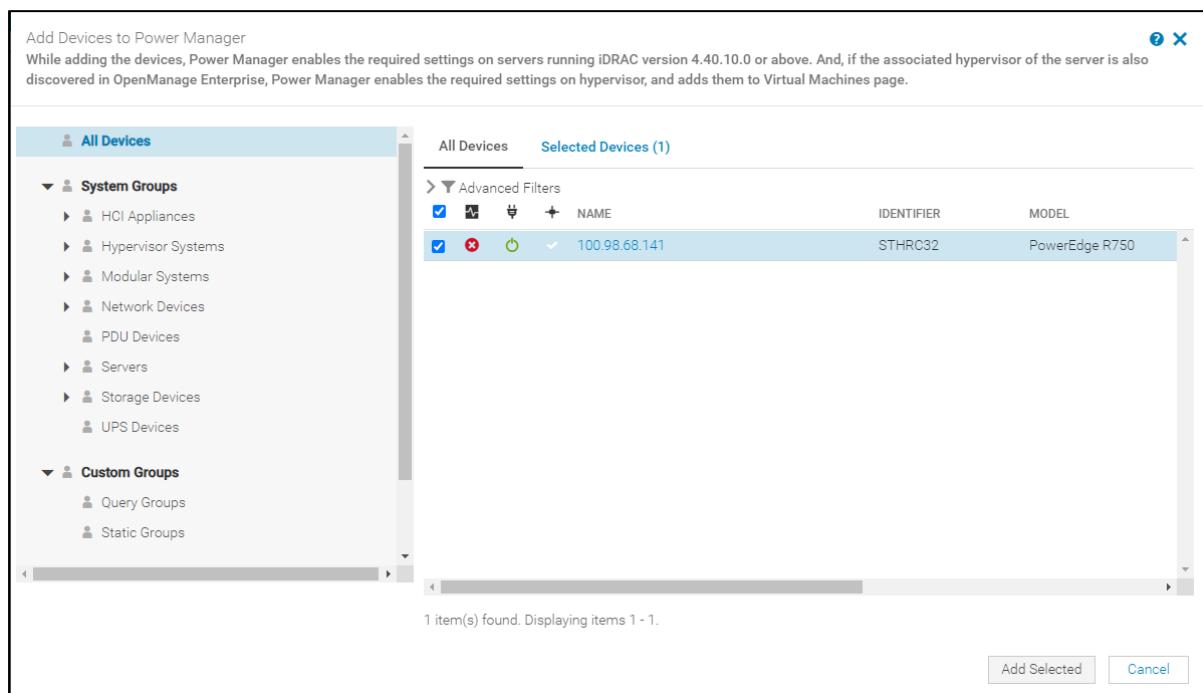 Add Devices to Power Manager
While adding the devices, Power Manager enables the required settings on servers running iDRAC version 4.40.10.0 or above. And, if the associated hypervisor of the server is also
discovered in OpenManage Enterprise, Power Manager enables the required settings on hypervisor, and adds them to Virtual Machines page.
All Devices
System Groups
HCI Appliances
Hypervisor Systems
Modular Systems
Network Devices
PDU Devices
Servers
Storage Devices
UPS Devices
Custom Groups
Query Groups
Static Groups
All Devices Selected Devices (1)
Advanced Filters
NAME IDENTIFIER MODEL
100.98.68.141 STHRC32 PowerEdge R750
1 item(s) found. Displaying items 1 - 1.
Add Selected Cancel